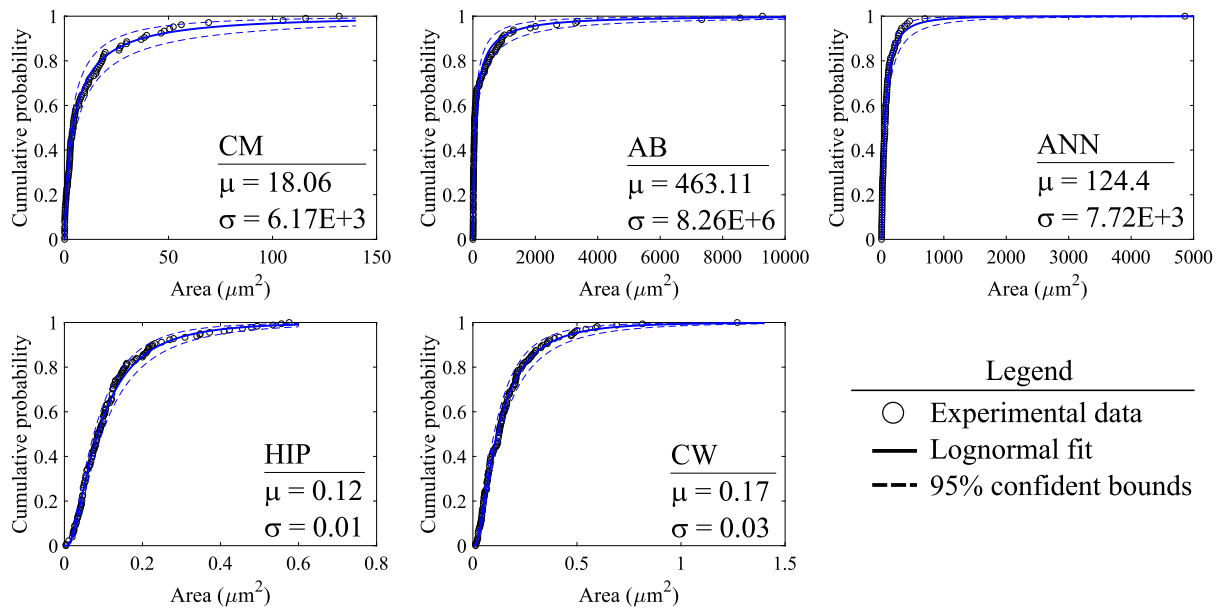 Cumulative probability
1
0.8
0.6
0.4
0.2
0
0 50 100 150
Area (μm²)
CM
μ = 18.06
σ = 6.17E+3
Cumulative probability
1
0.8
0.6
0.4
0.2
0
0 2000 4000 6000 8000 10000
Area (μm²)
AB
μ = 463.11
σ = 8.26E+6
Cumulative probability
1
0.8
0.6
0.4
0.2
0
0 1000 2000 3000 4000 5000
Area (μm²)
ANN
μ = 124.4
σ = 7.72E+3
Cumulative probability
1
0.8
0.6
0.4
0.2
0
0 0.2 0.4 0.6 0.8
Area (μm²)
HIP
μ = 0.12
σ = 0.01
Cumulative probability
1
0.8
0.6
0.4
0.2
0
0 0.5 1 1.5
Area (μm²)
CW
μ = 0.17
σ = 0.03
Legend
Experimental data
Lognormal fit
95% confident bounds